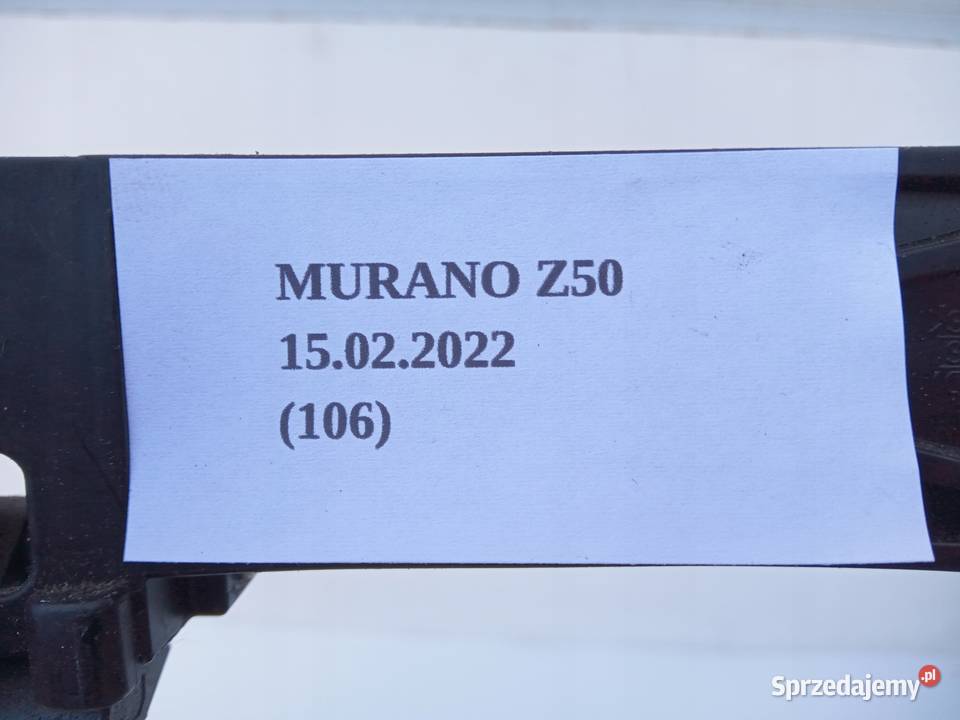 MURANO Z50
15.02.2022
(106)
Sprzedajemy.pl